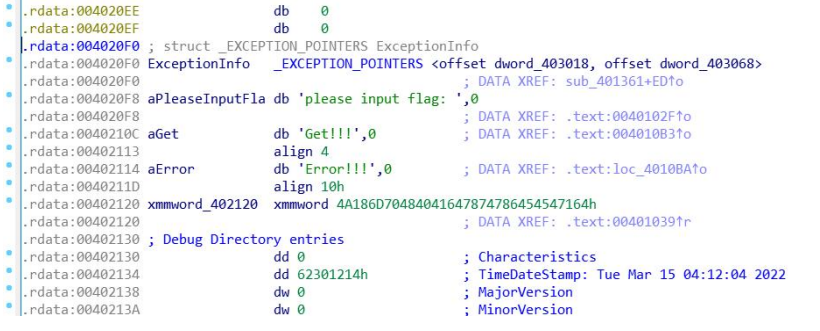 .rdata:004020EE db 0
.rdata:004020EF db 0
.rdata:004020F0 ; struct _EXCEPTION_POINTERS ExceptionInfo
.rdata:004020F0 ExceptionInfo _EXCEPTION_POINTERS <offset dword_403018, offset dword_403068>
.rdata:004020F0 ; DATA XREF: sub_401361+ED↑o
.rdata:004020F8 aPleaseInputFla db 'please input flag: ',0
.rdata:004020F8 ; DATA XREF: .text:0040102F↑o
.rdata:0040210C aGet db 'Get!!!',0 ; DATA XREF: .text:004010B3↑o
.rdata:00402113 align 4
.rdata:00402114 aError db 'Error!!!',0 ; DATA XREF: .text:loc_4010BA↑o
.rdata:0040211D align 10h
.rdata:00402120 xmmword_402120 xmmword 4A186D70484041647874786454547164h
.rdata:00402120 ; DATA XREF: .text:00401039↑r
.rdata:00402130 ; Debug Directory entries
.rdata:00402130 dd 0 ; Characteristics
.rdata:00402134 dd 62301214h ; TimeDateStamp: Tue Mar 15 04:12:04 2022
.rdata:00402138 dw 0 ; MajorVersion
.rdata:0040213A dw 0 ; MinorVersion